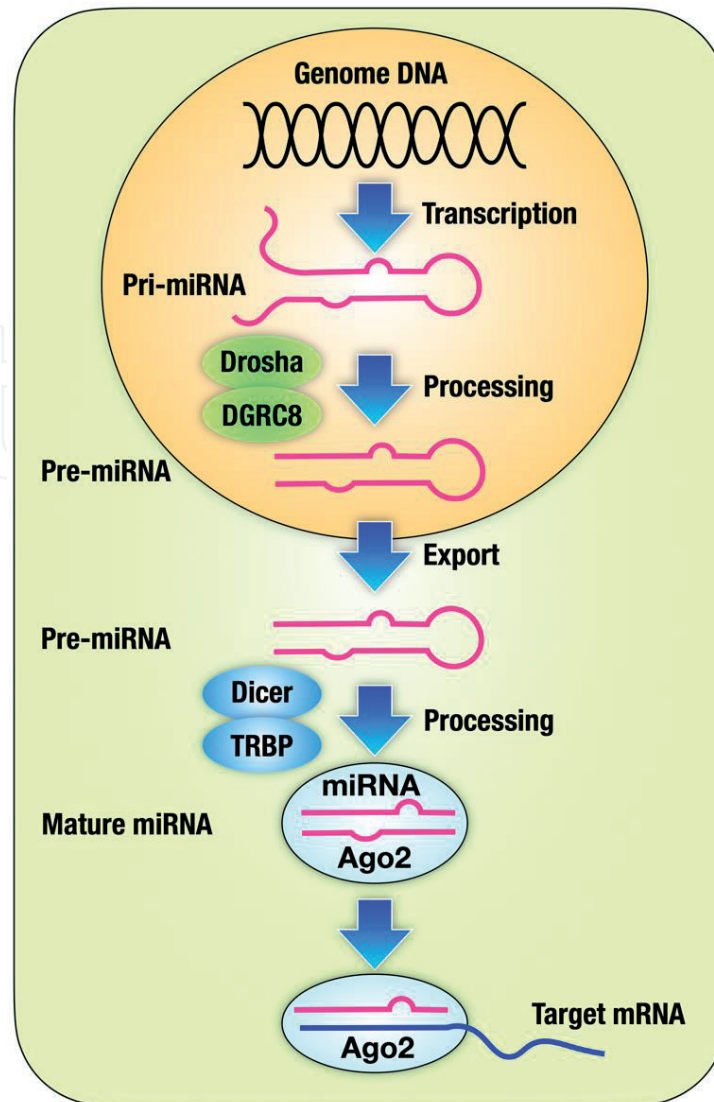 Genome DNA
Transcription
Pri-miRNA
Drosha
DGRC8
Processing
Pre-miRNA
Export
Pre-miRNA
Dicer
TRBP
Processing
miRNA
Mature miRNA
Ago2
Target mRNA
Ago2